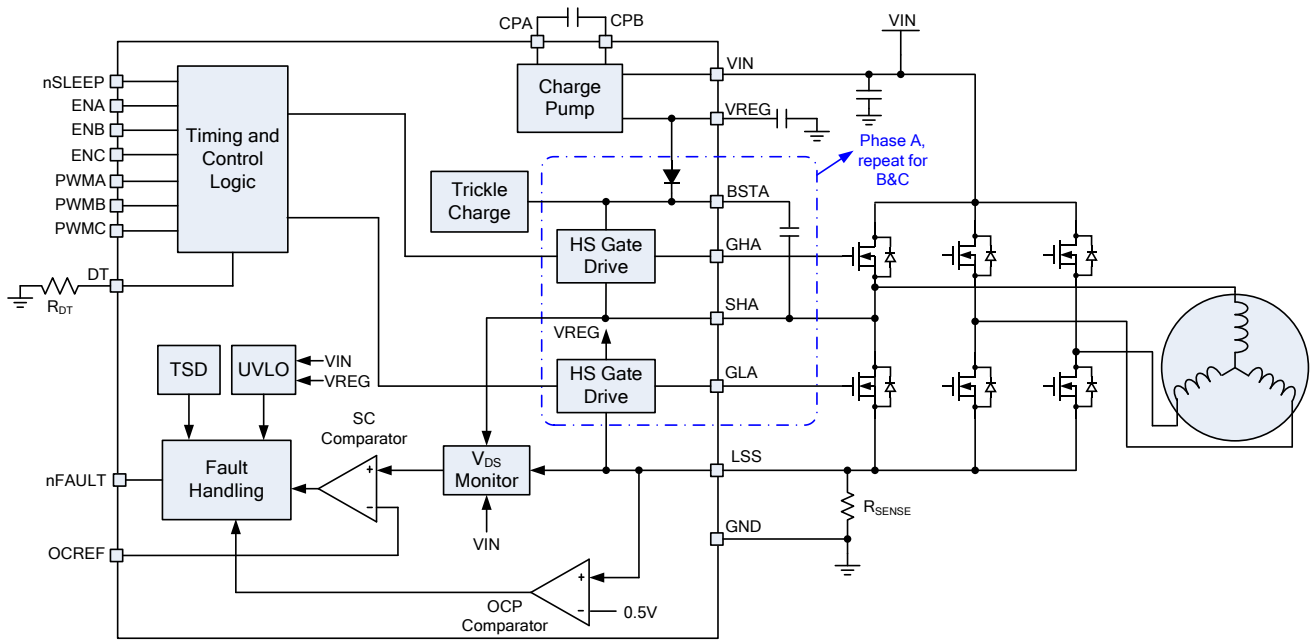 CPA
CPB
VIN
nSLEEP
ENA
ENB
ENC
PWMA
PWMB
PWMC
DT
RDT
Timing and
Control
Logic
Charge
Pump
VIN
VREG
Phase A,
repeat for
B&C
Trickle
Charge
BSTA
HS Gate
Drive
GHA
SHA
VREG
HS Gate
Drive
GLA
TSD
UVLO
VIN
VREG
SC
Comparator
+
−
Fault
Handling
nFAULT
VDS
Monitor
VIN
LSS
RSENSE
GND
OCREF
+
−
0.5V
OCP
Comparator